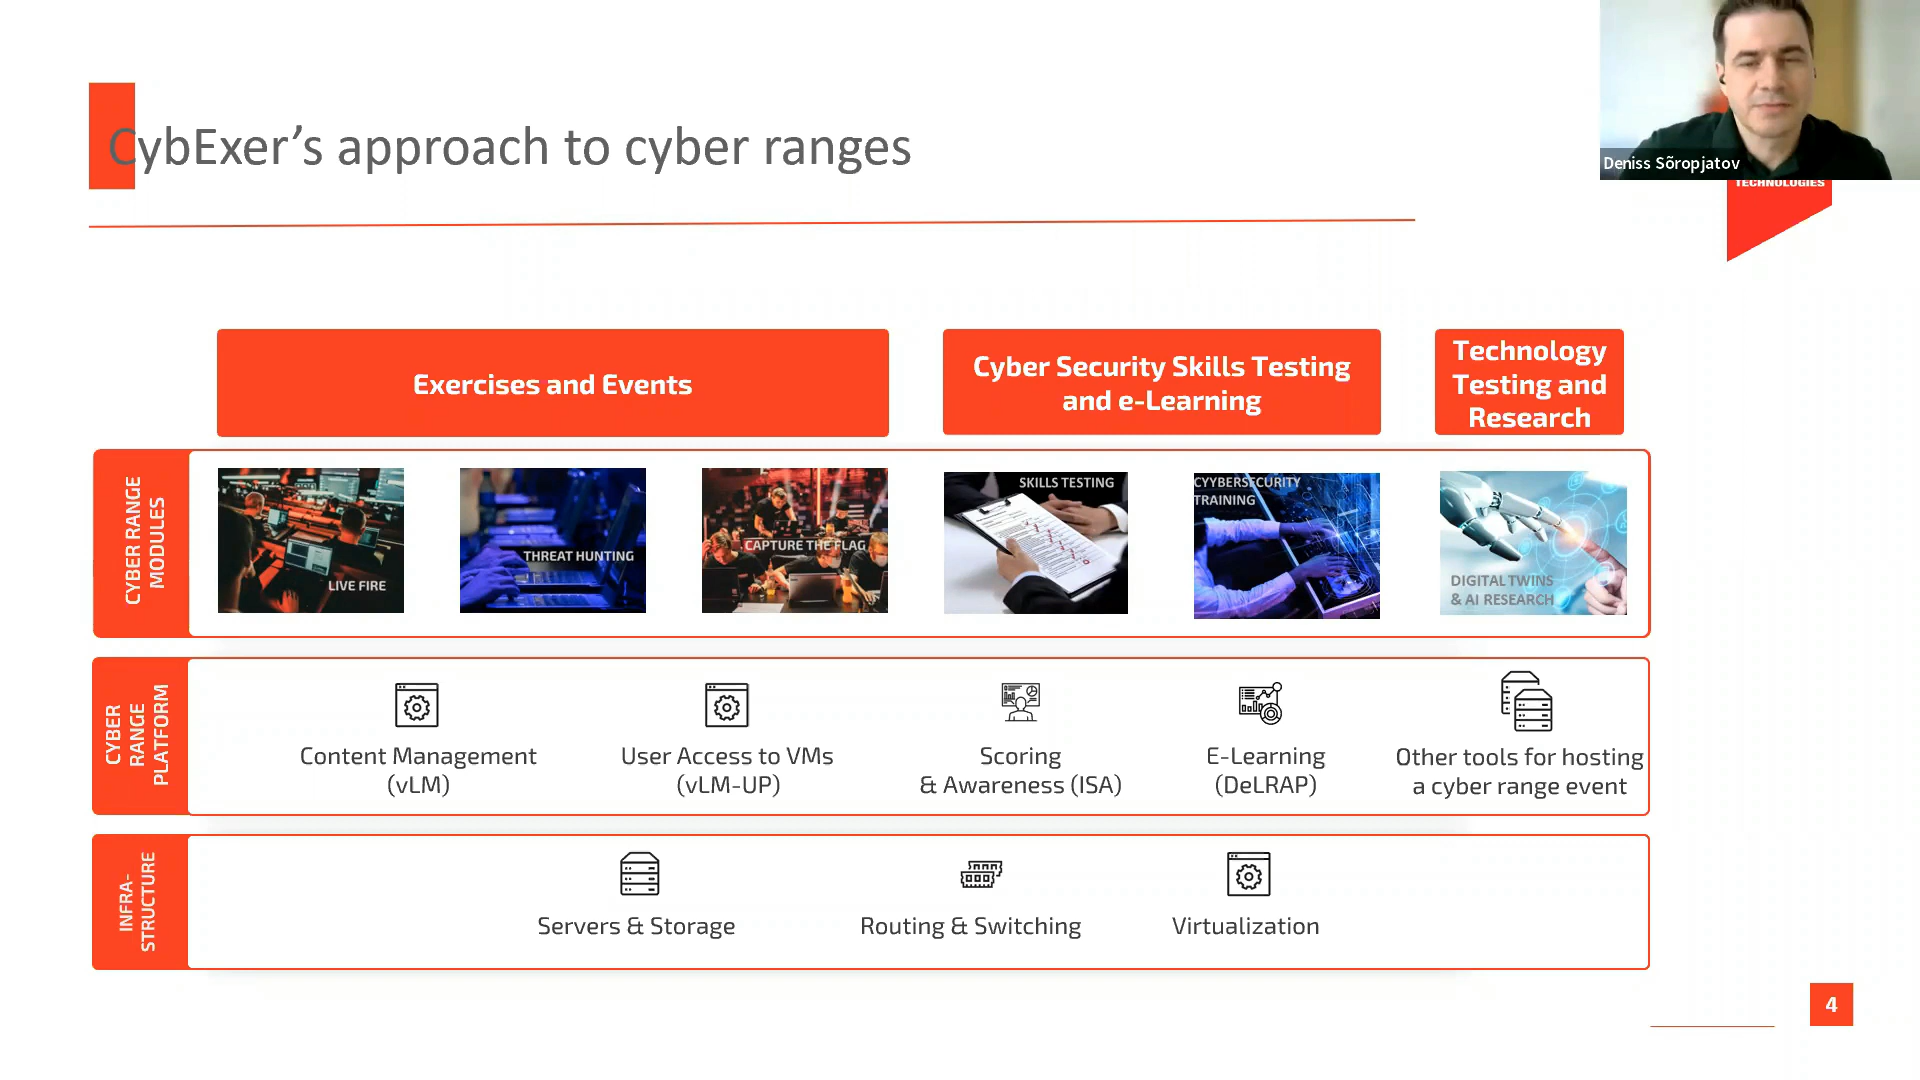 CybExer’s approach to cyber ranges
Deniss Sõropjatov
TECHNOLOGIES
Exercises and Events
Cyber Security Skills Testing
and e-Learning
Technology
Testing and
Research
CYBER RANGE
MODULES
LIVE FIRE
THREAT HUNTING
CAPTURE THE FLAG
SKILLS TESTING
CYYBERSECURITY
TRAINING
DIGITAL TWINS
& AI RESEARCH
CYBER
RANGE
PLATFORM
Content Management
(vLM)
User Access to VMs
(vLM-UP)
Scoring
& Awareness (ISA)
E-Learning
(DeLRAP)
Other tools for hosting
a cyber range event
INFRA-
STRUCTURE
Servers & Storage
Routing & Switching
Virtualization
4